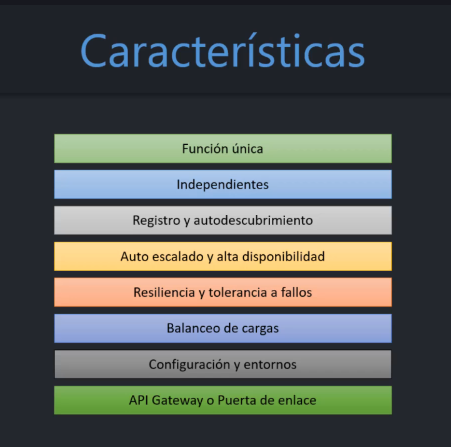 Características
Función única
Independientes
Registro y autodescubrimiento
Auto escalado y alta disponibilidad
Resiliencia y tolerancia a fallos
Balanceo de cargas
Configuración y entornos
API Gateway o Puerta de enlace